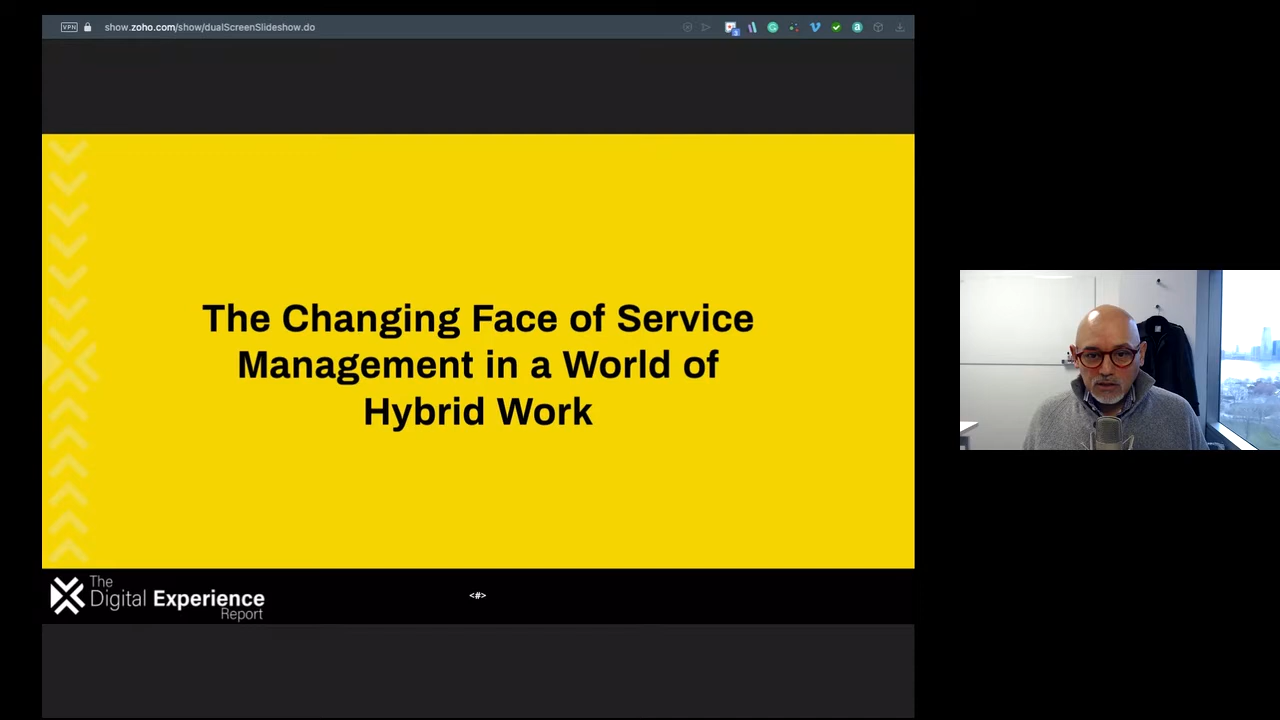 VPN
show.zoho.com/show/dualScreenSlideshow.do
The Changing Face of Service
Management in a World of
Hybrid Work
The
Digital Experience
Report
<#>